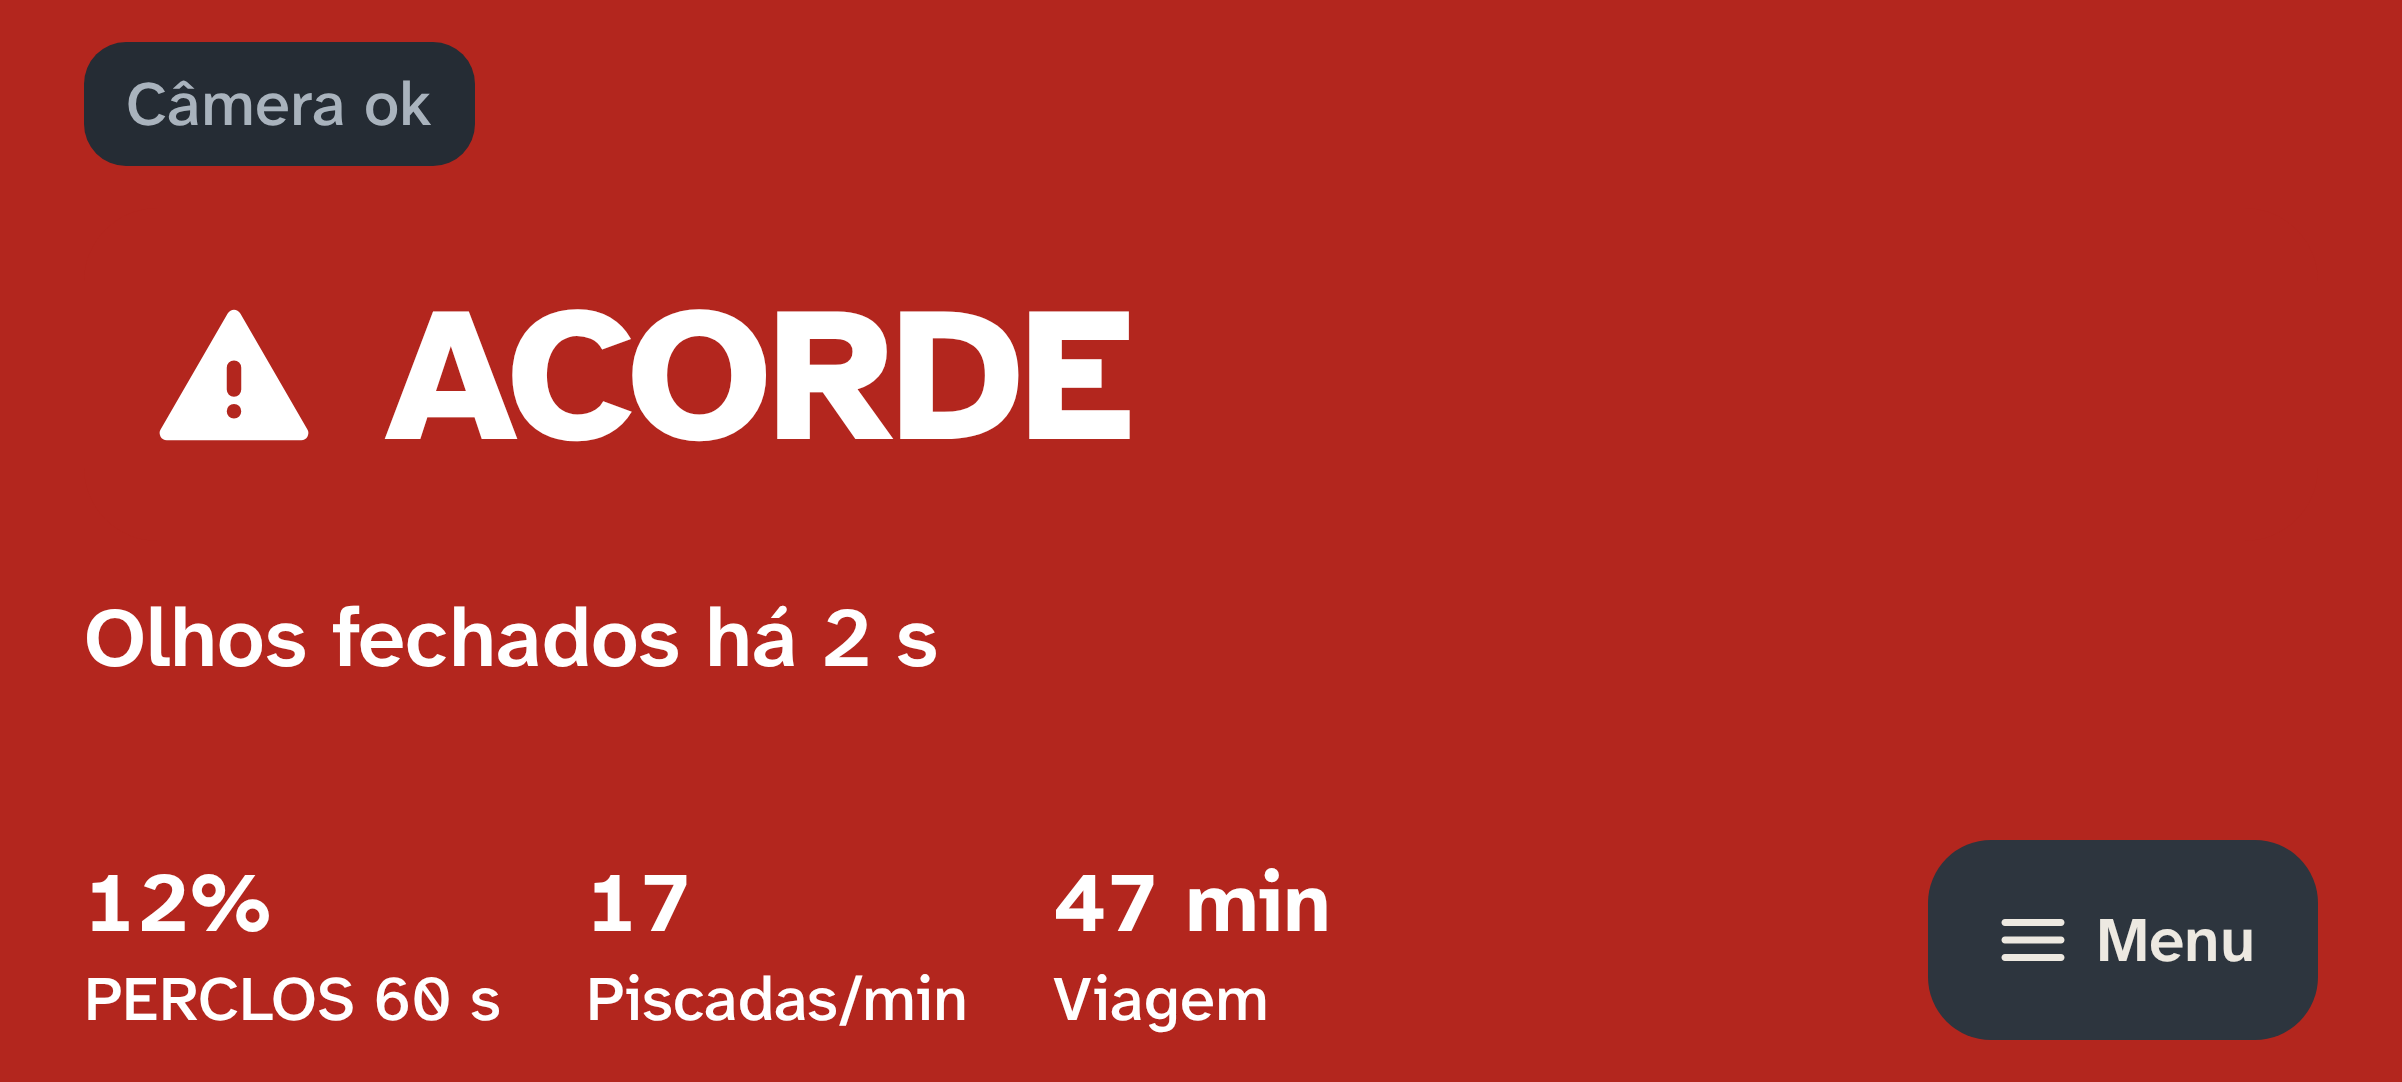 Câmera ok
ACORDE
Olhos fechados há 2 s
12%
PERCLOS 60 s
17
Piscadas/min
47 min
Viagem
Menu